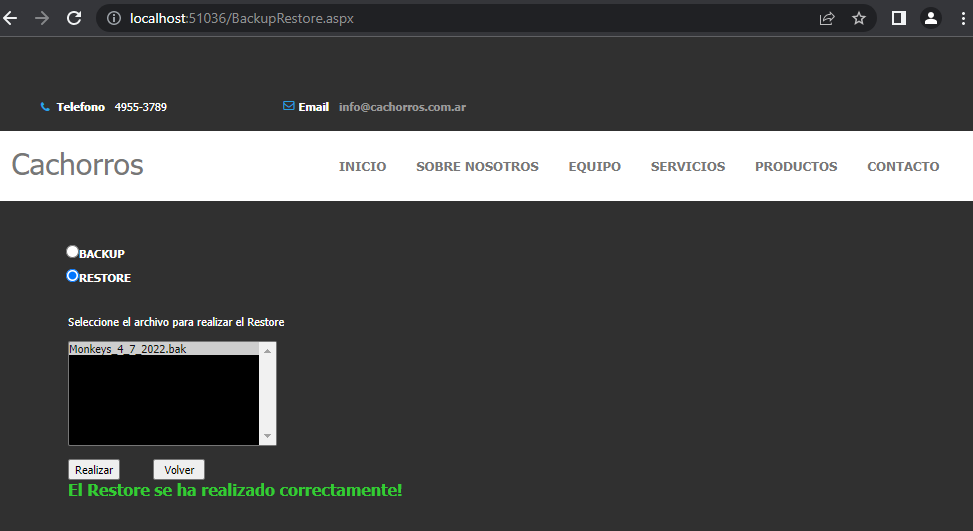 localhost:51036/BackupRestore.aspx
Telefono 4955-3789 Email info@cachorros.com.ar
Cachorros INICIO SOBRE NOSOTROS EQUIPO SERVICIOS PRODUCTOS CONTACTO
BACKUP
RESTORE
Seleccione el archivo para realizar el Restore
Monkeys_4_7_2022.bak
Realizar Volver
El Restore se ha realizado correctamente!